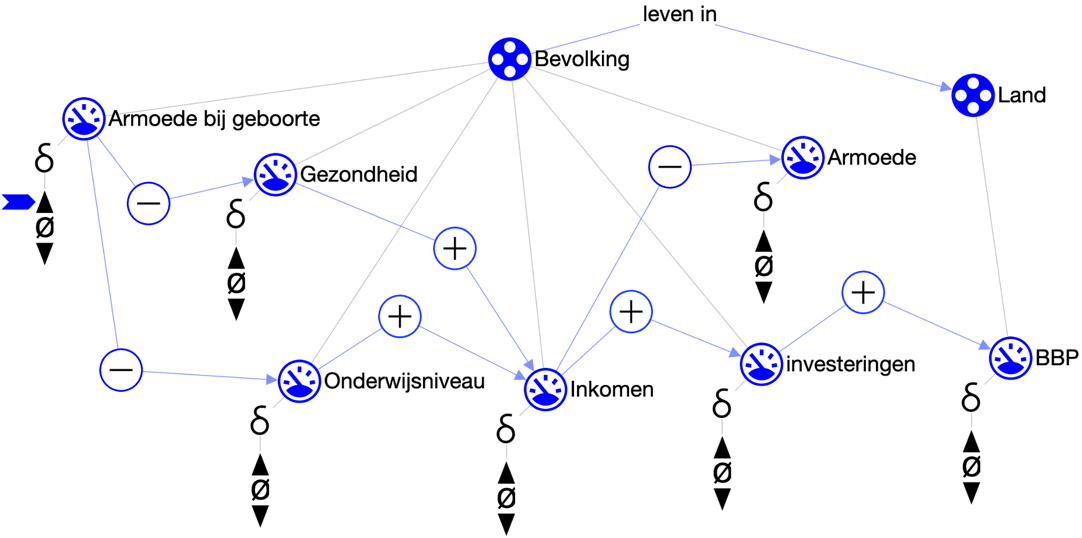 leven in
Bevolking
Land
Armoede bij geboorte
δ
Ø
−
Gezondheid
δ
Ø
−
Armoede
δ
Ø
+
+
+
+
−
Onderwijsniveau
δ
Ø
Inkomen
δ
Ø
investeringen
δ
Ø
BBP
δ
Ø